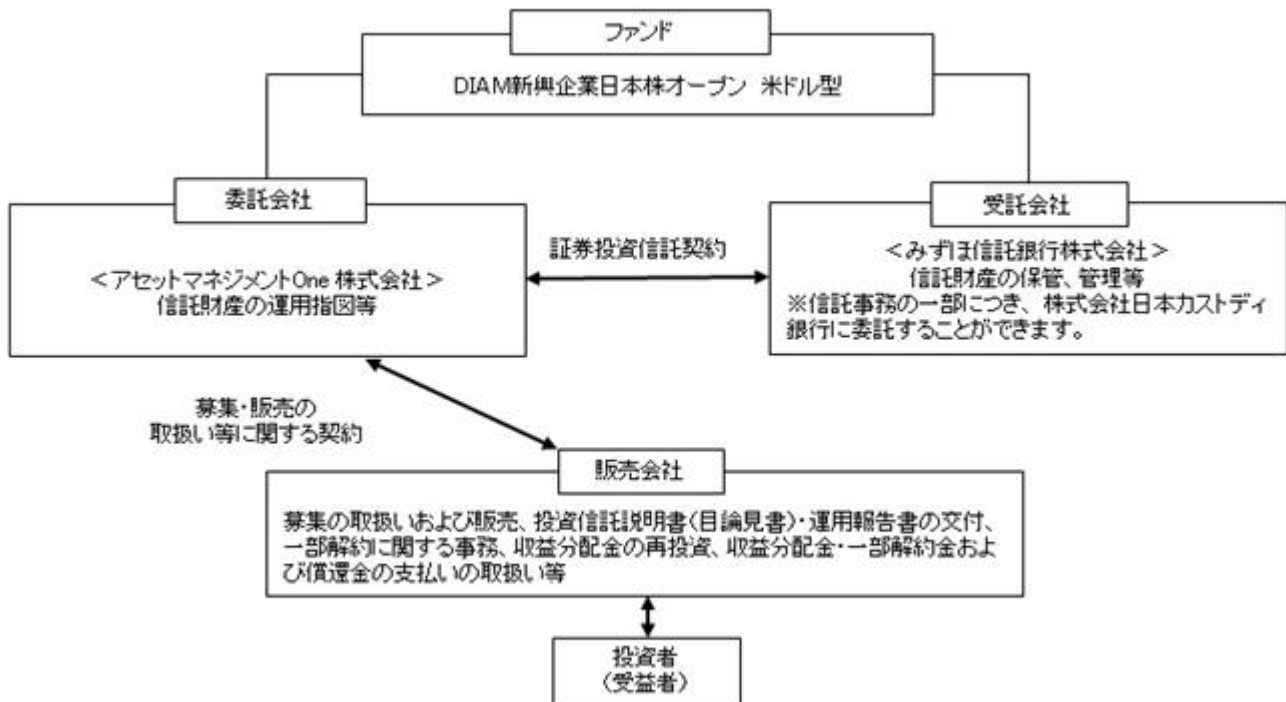 ファンド
DIAM新興企業日本株オープン 米ドル型
委託会社
<アセットマネジメントOne 株式会社>
信託財産の運用指図等
証券投資信託契約
受託会社
<みずほ信託銀行株式会社>
信託財産の保管、管理等
※信託事務の一部につき、株式会社日本カストディ
銀行に委託することができます。
募集・販売の
取扱い等に関する契約
販売会社
募集の取扱いおよび販売、投資信託説明書(目論見書)・運用報告書の交付、
一部解約に関する事務、収益分配金の再投資、収益分配金・一部解約金およ
び償還金の支払いの取扱い等
投資者
(受益者)